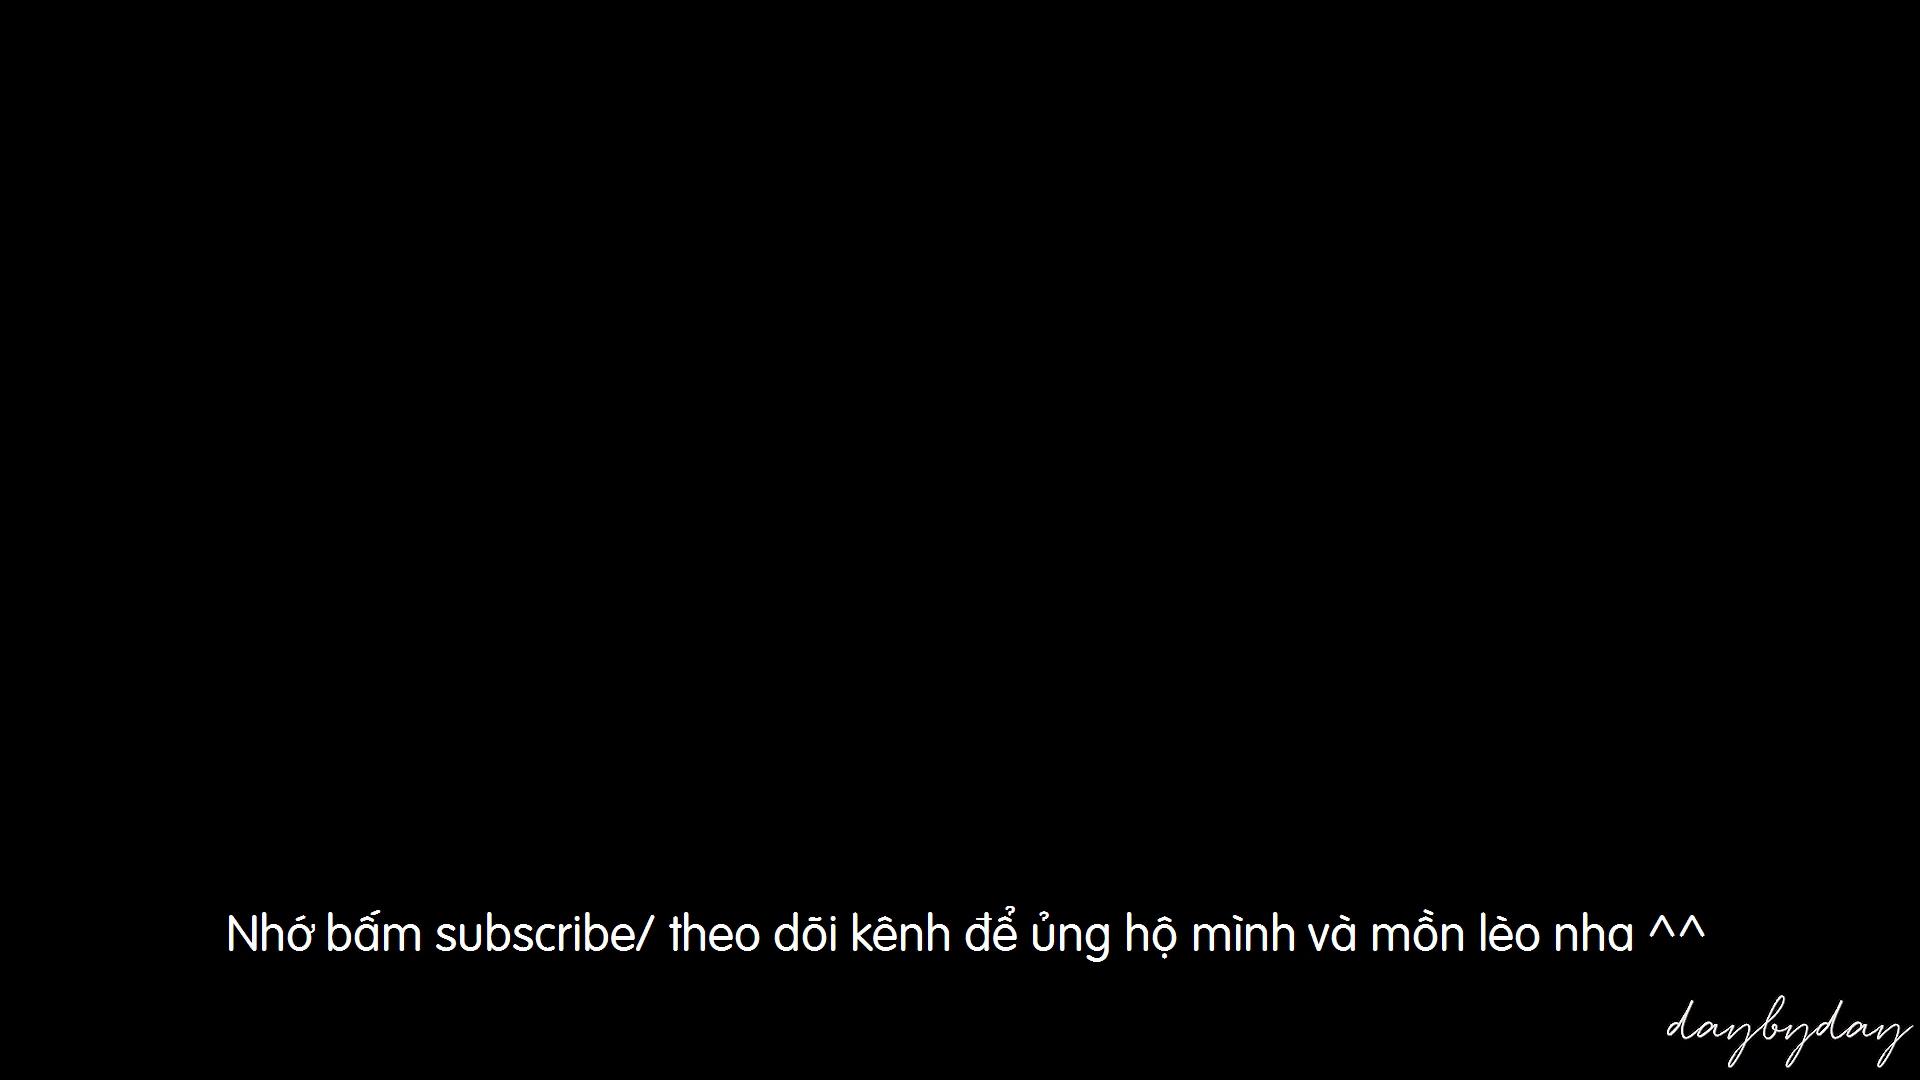 Nhớ bấm subscribe/ theo dõi kênh để ủng hộ mình và mồn lèo nha ^^
daybyday